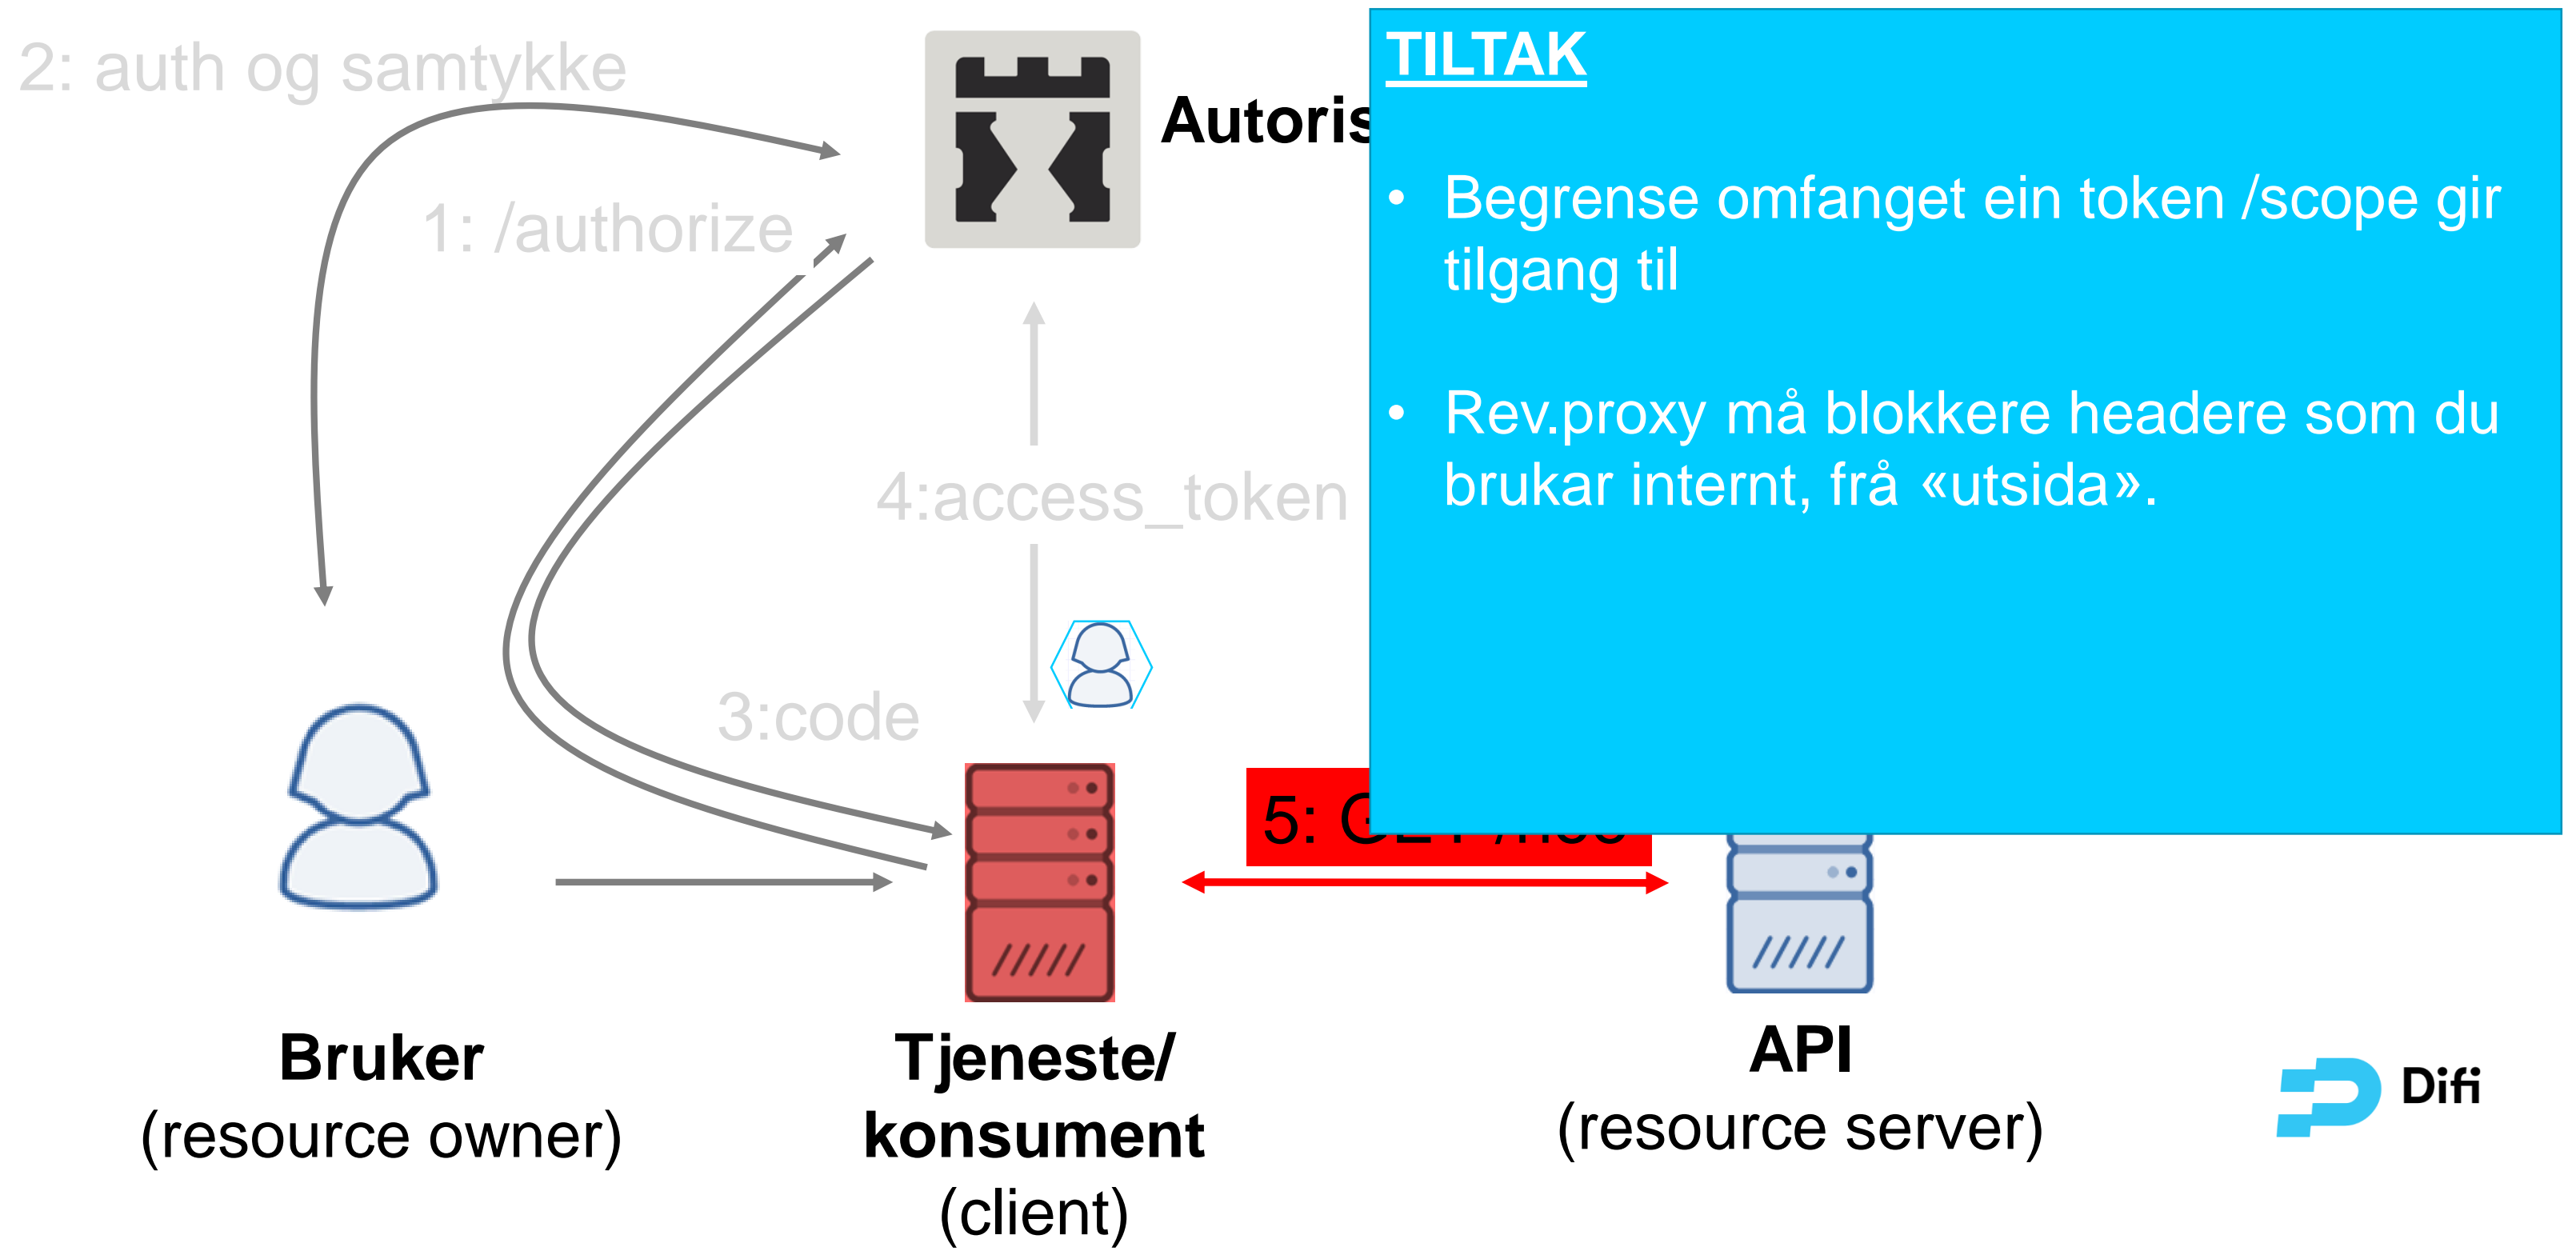 2: auth og samtykke
1: /authorize
Autoris
TILTAK
• Begrense omfanget ein token /scope gir
tilgang til
• Rev.proxy må blokkere headere som du
brukar internt, frå «utsida».
4:access_token
3:code
5: GET
Bruker
(resource owner)
Tjeneste/
konsument
(client)
API
(resource server)
Difi